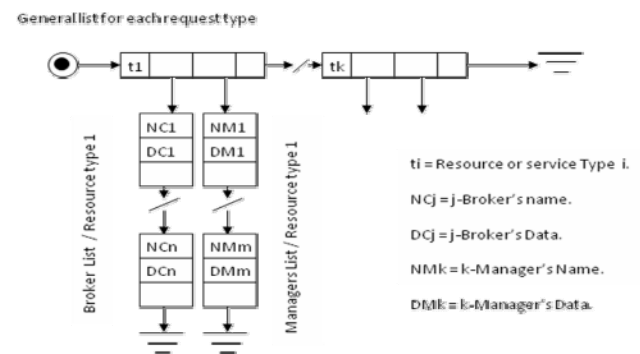 General list for each request type
t1
tk
NC1
DC1
NM1
DM1
NCn
DCn
NMm
DMm
Broker List / Resource type 1
Managers List / Resource type 1
ti = Resource or service Type i.
NCj = j-Broker's name.
DCj = j-Broker's Data.
NMk = k-Manager's Name.
DMk = k-Manager's Data.